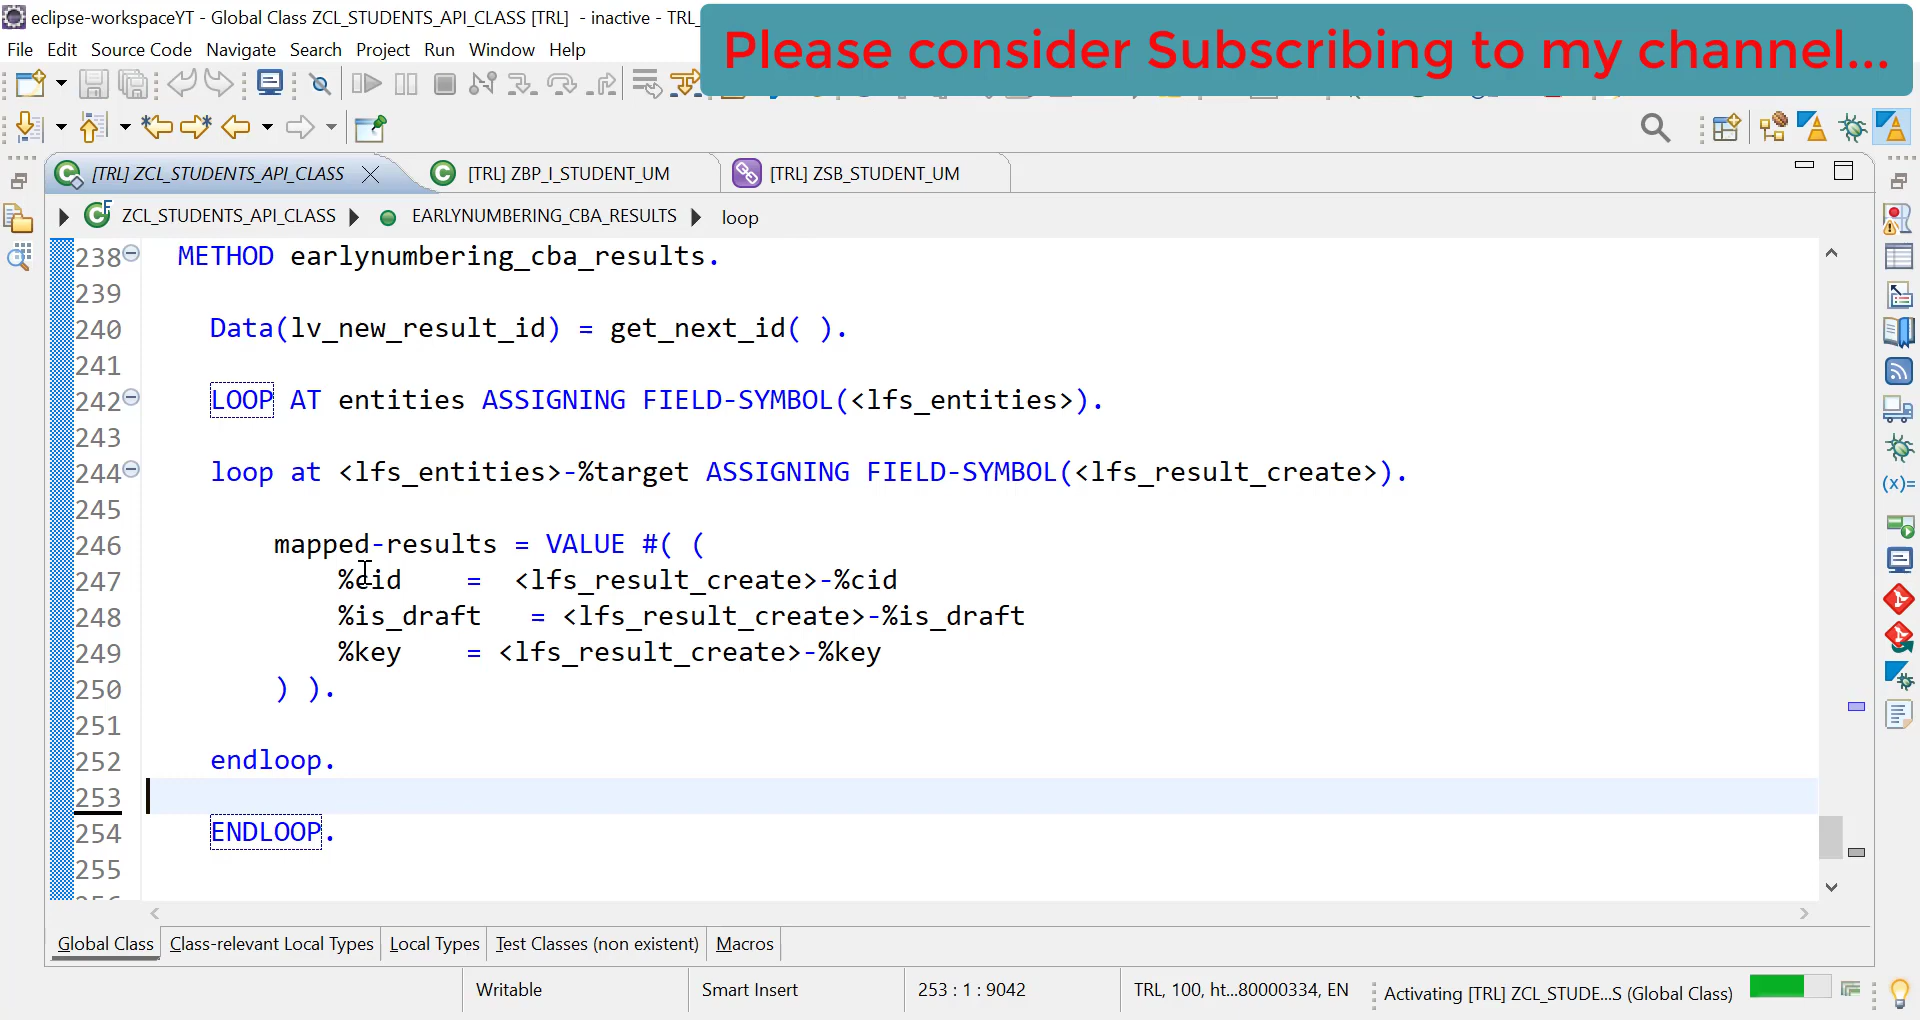 eclipse-workspaceYT - Global Class ZCL_STUDENTS_API_CLASS [TRL]  - inactive - TRL_
Please consider Subscribing to my channel...
File Edit Source Code Navigate Search Project Run Window Help
[TRL] ZCL_STUDENTS_API_CLASS
[TRL] ZBP_I_STUDENT_UM
[TRL] ZSB_STUDENT_UM
ZCL_STUDENTS_API_CLASS EARLYNUMBERING_CBA_RESULTS loop
238 METHOD earlynumbering_cba_results.
239
240 Data(lv_new_result_id) = get_next_id( ).
241
242 LOOP AT entities ASSIGNING FIELD-SYMBOL(<lfs_entities>).
243
244 loop at <lfs_entities>-%target ASSIGNING FIELD-SYMBOL(<lfs_result_create>).
245
246 mapped-results = VALUE #( (
247 %cid = <lfs_result_create>-%cid
248 %is_draft = <lfs_result_create>-%is_draft
249 %key = <lfs_result_create>-%key
250 ) ).
251
252 endloop.
253
254 ENDLOOP.
255
Global Class Class-relevant Local Types Local Types Test Classes (non existent) Macros
Writable Smart Insert 253 : 1 : 9042 TRL, 100, ht...80000334, EN Activating [TRL] ZCL_STUDE...S (Global Class)